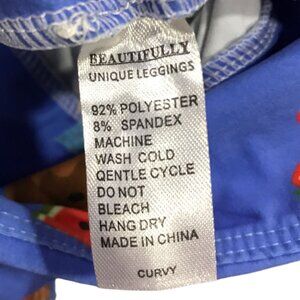 BEAUTIFULLY
UNIQUE LEGGINGS
92% POLYESTER
8% SPANDEX
MACHINE
WASH COLD
QENTLE CYCLE
DO NOT
BLEACH
HANG DRY
MADE IN CHINA
CURVY